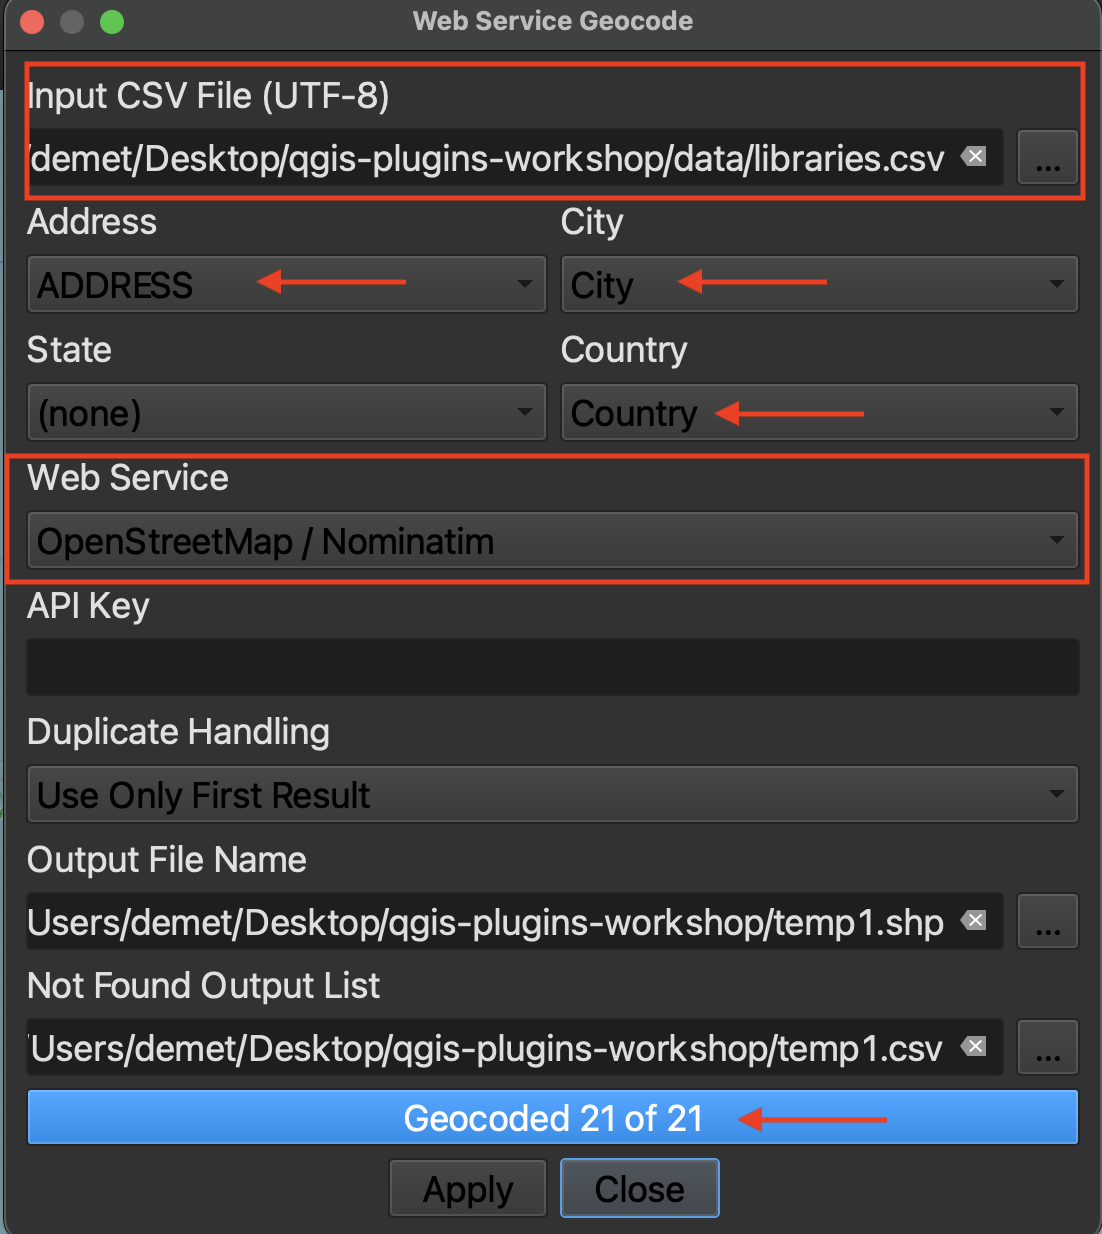 Web Service Geocode
Input CSV File (UTF-8)
/demet/Desktop/qgis-plugins-workshop/data/libraries.csv
...
Address City
ADDRESS City
State Country
(none) Country
Web Service
OpenStreetMap / Nominatim
API Key
Duplicate Handling
Use Only First Result
Output File Name
Users/demet/Desktop/qgis-plugins-workshop/temp1.shp
...
Not Found Output List
/Users/demet/Desktop/qgis-plugins-workshop/temp1.csv
...
Geocoded 21 of 21
Apply Close